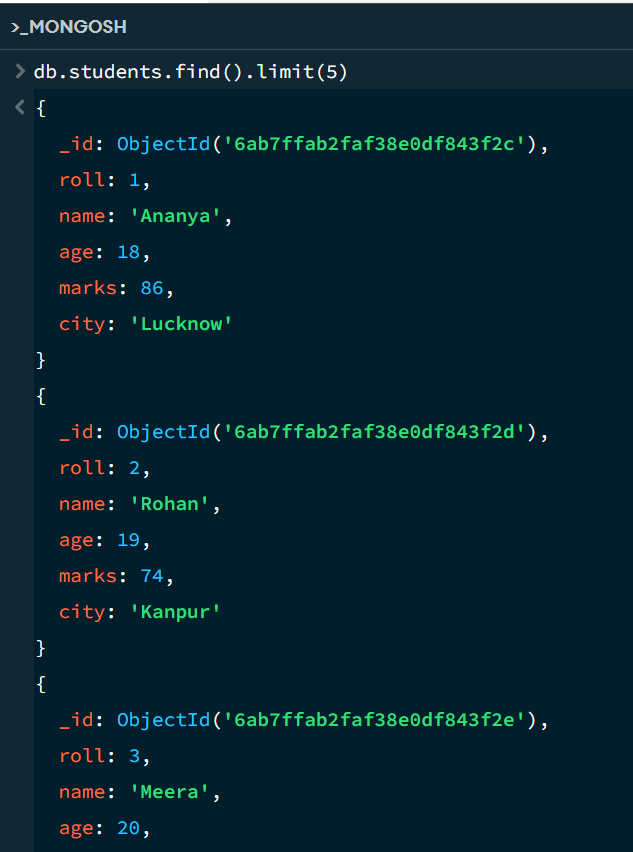 >_MONGOSH
> db.students.find().limit(5)
< {
_id: ObjectId('6ab7ffab2faf38e0df843f2c'),
roll: 1,
name: 'Ananya',
age: 18,
marks: 86,
city: 'Lucknow'
}
{
_id: ObjectId('6ab7ffab2faf38e0df843f2d'),
roll: 2,
name: 'Rohan',
age: 19,
marks: 74,
city: 'Kanpur'
}
{
_id: ObjectId('6ab7ffab2faf38e0df843f2e'),
roll: 3,
name: 'Meera',
age: 20,